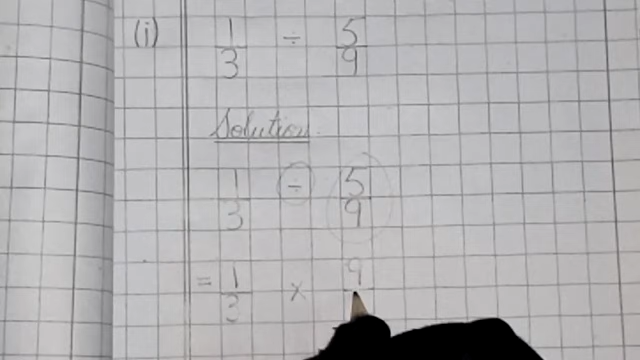 (i) 1/3 ÷ 5/9
Solution
1/3 ÷ 5/9
= 1/3 × 9